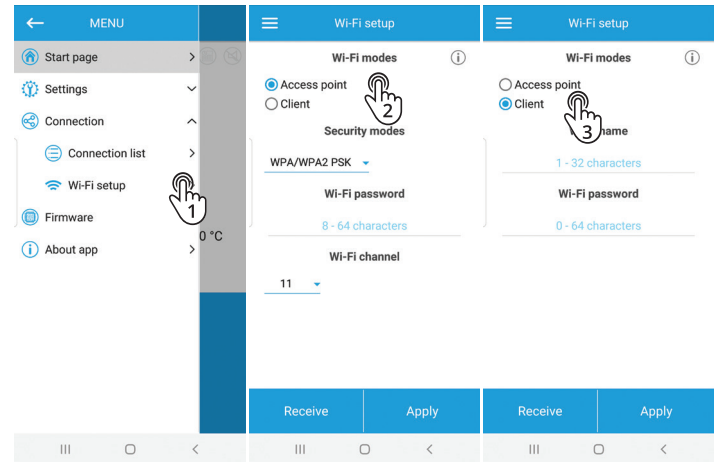 MENU
Start page
Settings
Connection
Connection list
Wi-Fi setup
1
Firmware
0 °C
About app
Wi-Fi setup
Wi-Fi modes
Access point
Client
2
Security modes
WPA/WPA2 PSK
Wi-Fi password
8 - 64 characters
Wi-Fi channel
11
Receive Apply
Wi-Fi setup
Wi-Fi modes
Access point
Client
3
name
1 - 32 characters
Wi-Fi password
0 - 64 characters
Receive Apply